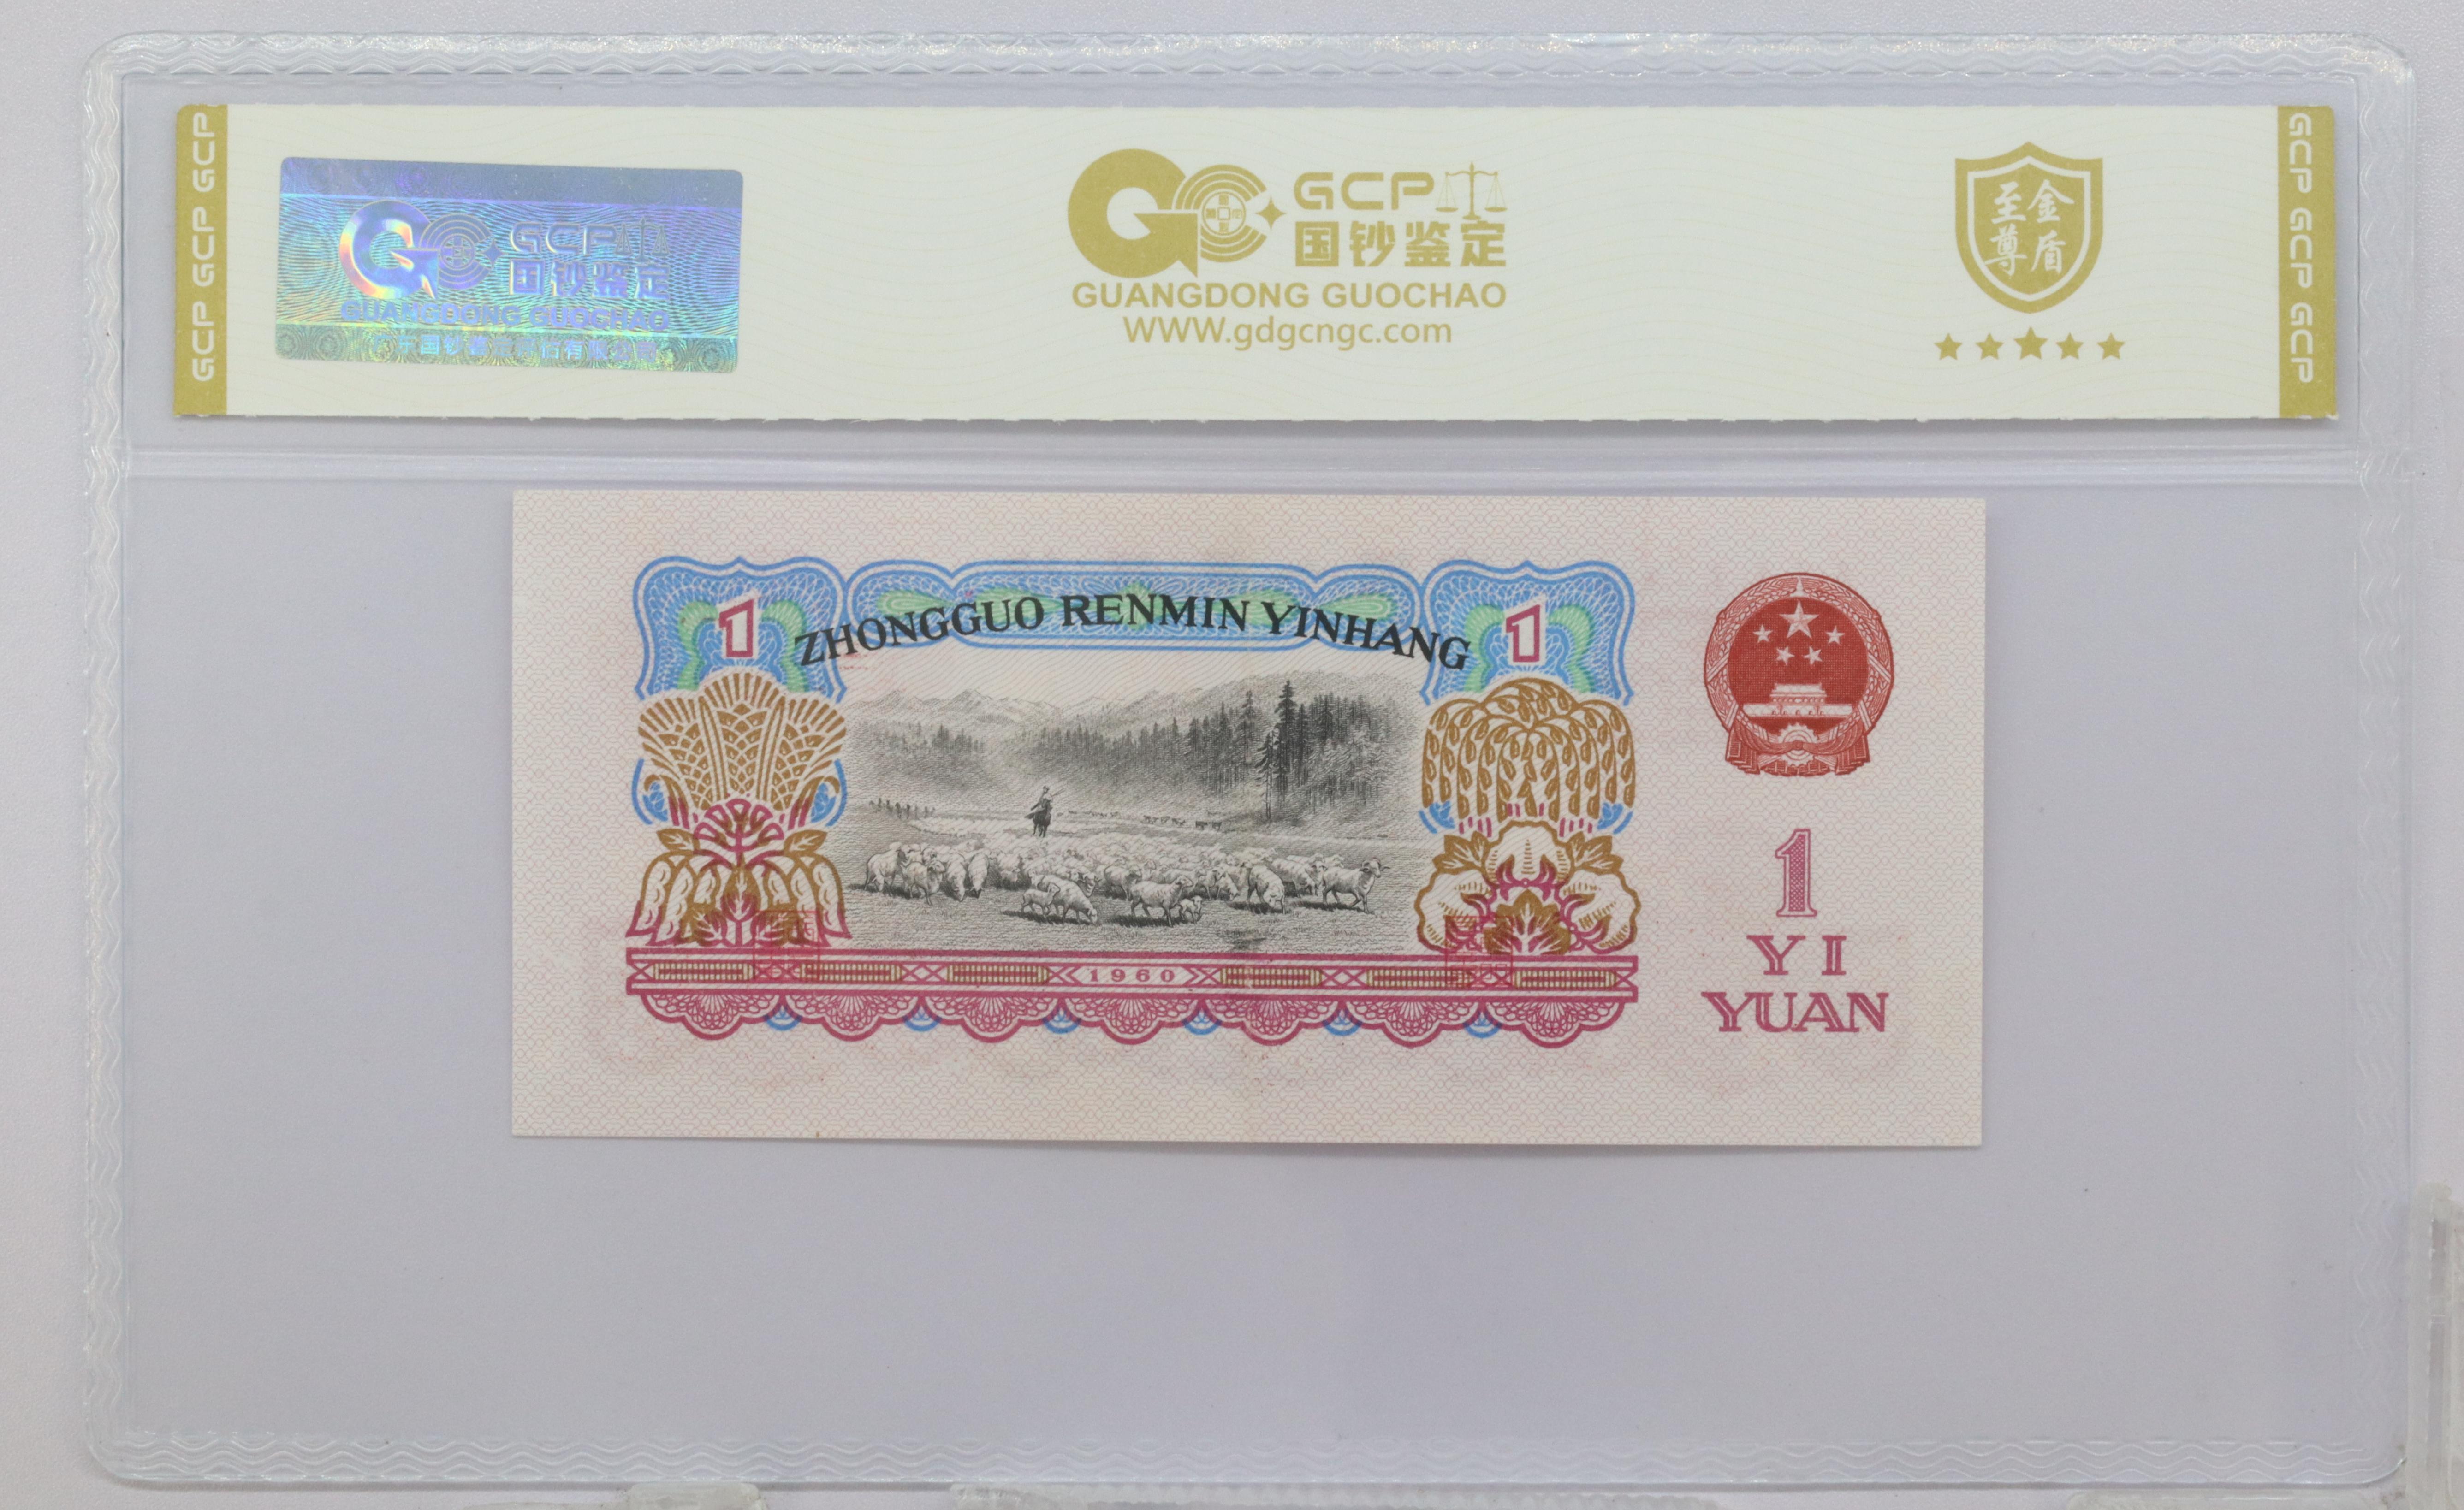 GCP GCP GCP
GCP
国钞鉴定
GUANGDONG GUOCHAO
GCP
国钞鉴定
GUANGDONG GUOCHAO
WWW.gdgcngc.com
金盾
至尊
GCP GCP GCP
1
ZHONGGUO RENMIN YINHANG
1
1960
1
YI
YUAN